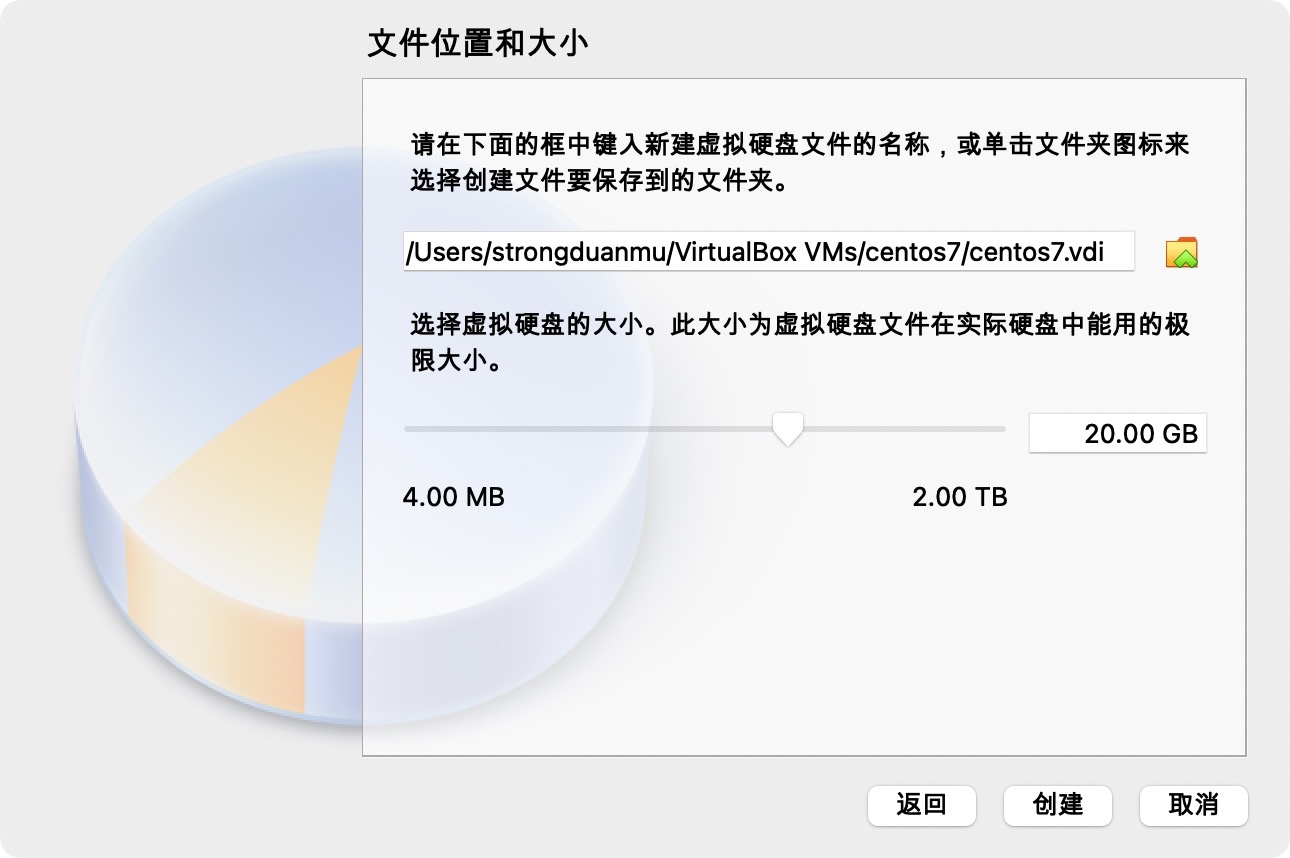 文件位置和大小
请在下面的框中键入新建虚拟硬盘文件的名称，或单击文件夹图标来
选择创建文件要保存到的文件夹。
/Users/strongduanmu/VirtualBox VMs/centos7/centos7.vdi
选择虚拟硬盘的大小。此大小为虚拟硬盘文件在实际硬盘中能用的极
限大小。
20.00 GB
4.00 MB 2.00 TB
返回 创建 取消